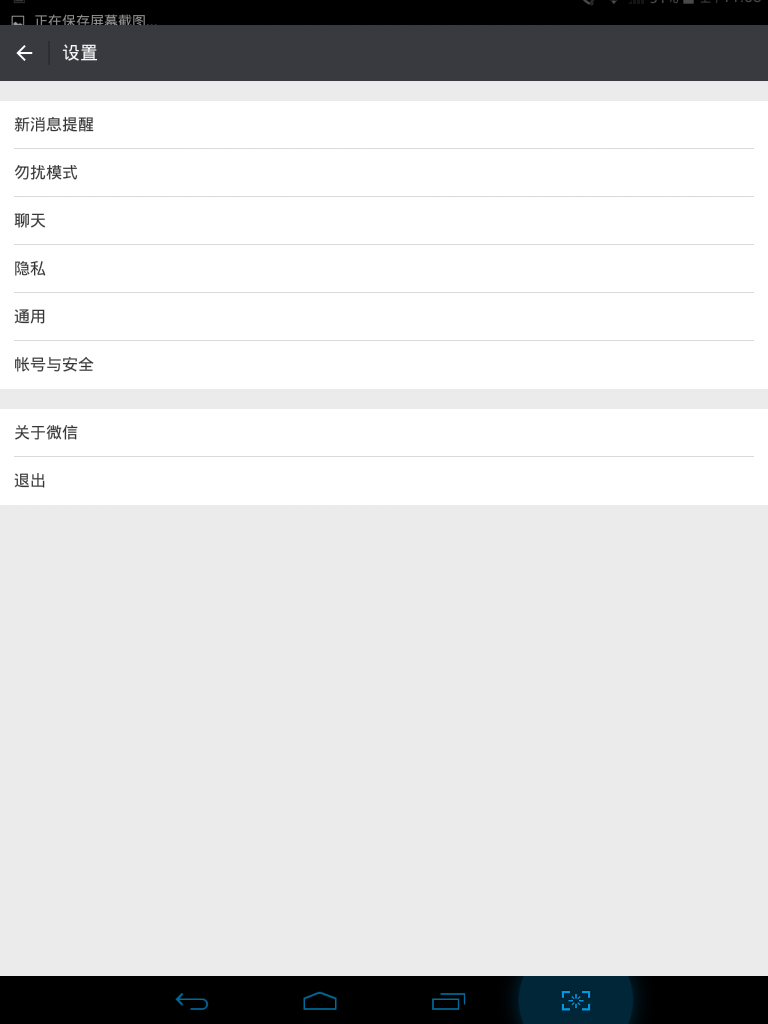 正在保存屏幕截图...
设置
新消息提醒
勿扰模式
聊天
隐私
通用
帐号与安全
关于微信
退出